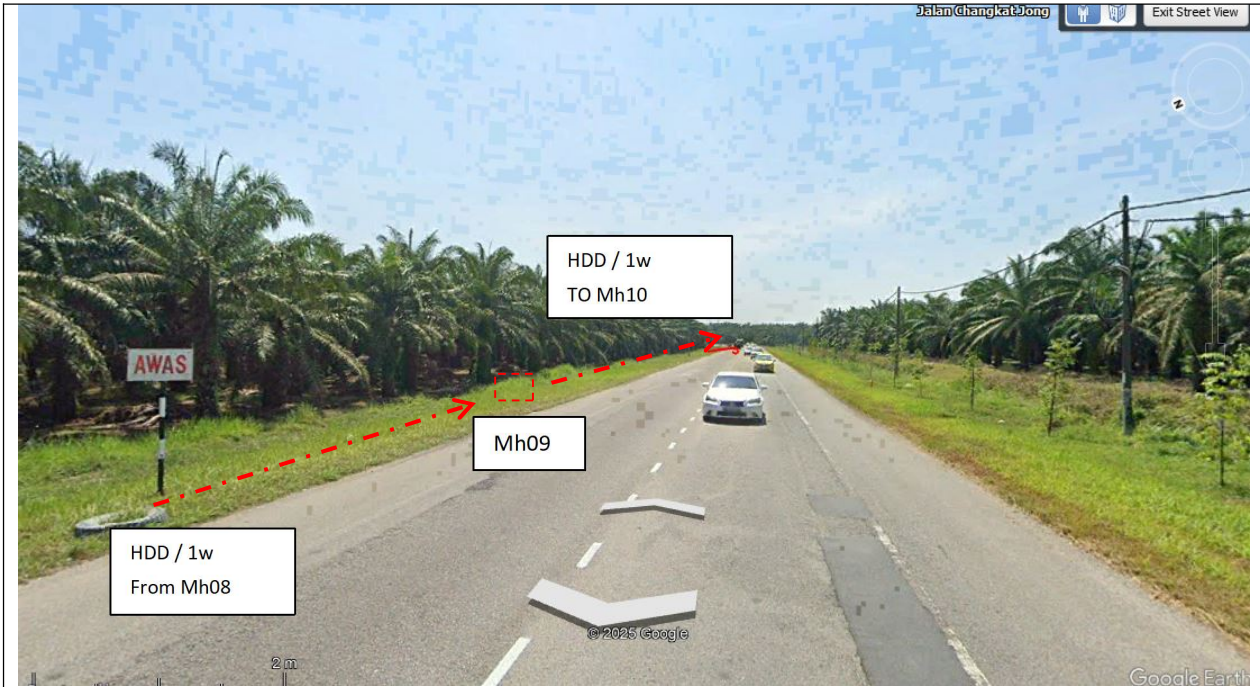 Jalan Changkat Jong
Exit Street View
N
HDD / 1w
TO Mh10
AWAS
Mh09
HDD / 1w
From Mh08
© 2025 Google
2 m
Google Earth